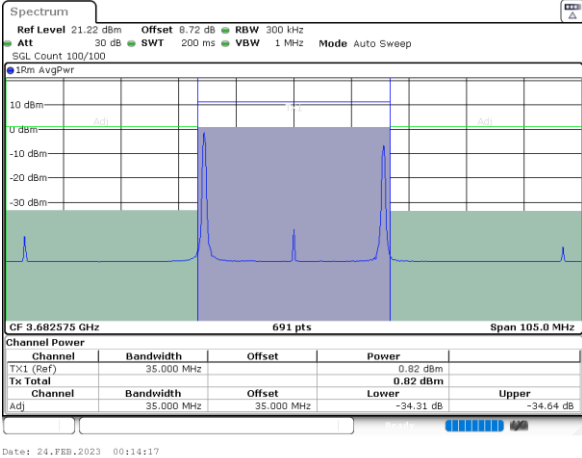 Spectrum
Ref Level 21.22 dBm Offset 8.72 dB RBW 300 kHz
Att 30 dB SWT 200 ms VBW 1 MHz Mode Auto Sweep
SGL Count 100/100
1Rm AvgPwr
10 dBm
Adj Adj
0 dBm
-10 dBm
-20 dBm
-30 dBm
CF 3.682575 GHz 691 pts Span 105.0 MHz
Channel Power
Channel Bandwidth Offset Power
TX1 (Ref) 35.000 MHz 0.82 dBm
Tx Total 0.82 dBm
Channel Bandwidth Offset Lower Upper
Adj 35.000 MHz 35.000 MHz -34.31 dB -34.64 dB
Ready
Date: 24.FEB.2023 00:14:17